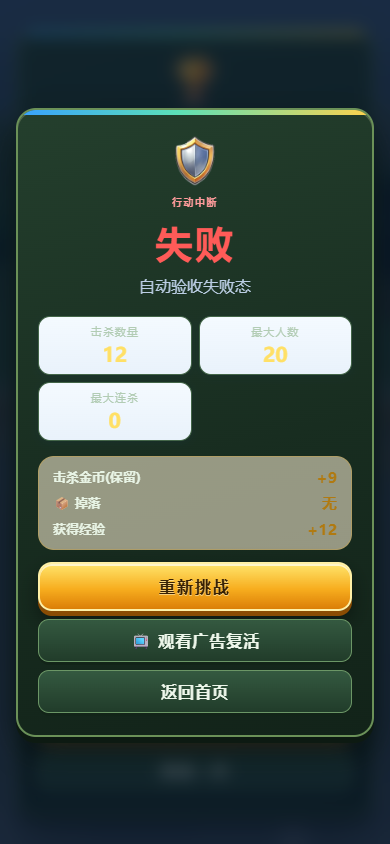 行动中断
失败
自动验收失败态
击杀数量
12
最大人数
20
最大连杀
0
击杀金币(保留) +9
掉落 无
获得经验 +12
重新挑战
观看广告复活
返回首页